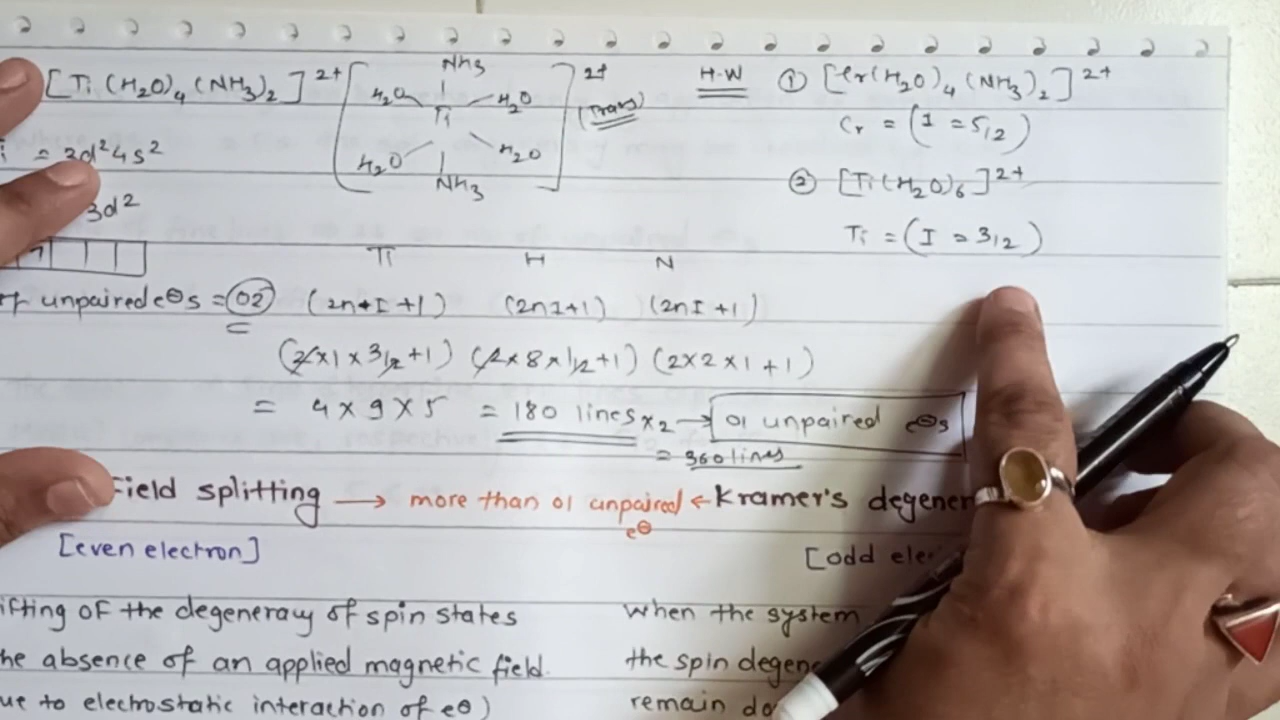 [Ti (H2O)4 (NH3)2]2+
NH3
H2O
H2O
Ti
H2O
H2O
NH3
2+
(Trans)
H·W
① [Cr(H2O)4 (NH3)2]2+
Cr = (I = 5/2)
② [Ti(H2O)6]2+
Ti = (I = 3/2)
= 3d2 4s2
3d2
Ti H N
unpaired e⊖s = 02 (2n·I +1) (2nI+1) (2nI +1)
(2×1×3/2+1) (2×8×1/2+1) (2×2×1+1)
= 4×9×5 = 180 lines ×2 → 01 unpaired e⊖s
= 360 lines
Field splitting → more than 01 unpaired e⊖ ← Kramer's degener
[even electron] [odd ele
ifting of the degeneracy of spin states
he absence of an applied magnetic field.
ue to electrostatic interaction of e⊖)
when the system
the spin degene
remain do